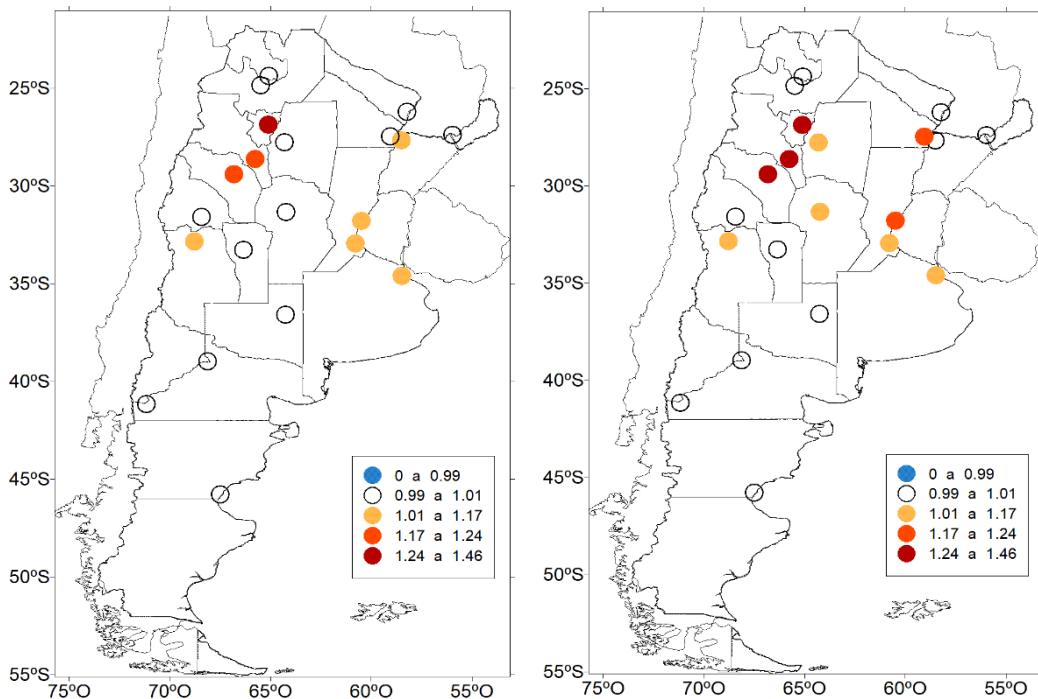 25ºS
30ºS
35ºS
40ºS
45ºS
50ºS
55ºS
75ºO 70ºO 65ºO 60ºO 55ºO
0 a 0.99
0.99 a 1.01
1.01 a 1.17
1.17 a 1.24
1.24 a 1.46
25ºS
30ºS
35ºS
40ºS
45ºS
50ºS
55ºS
75ºO 70ºO 65ºO 60ºO 55ºO
0 a 0.99
0.99 a 1.01
1.01 a 1.17
1.17 a 1.24
1.24 a 1.46